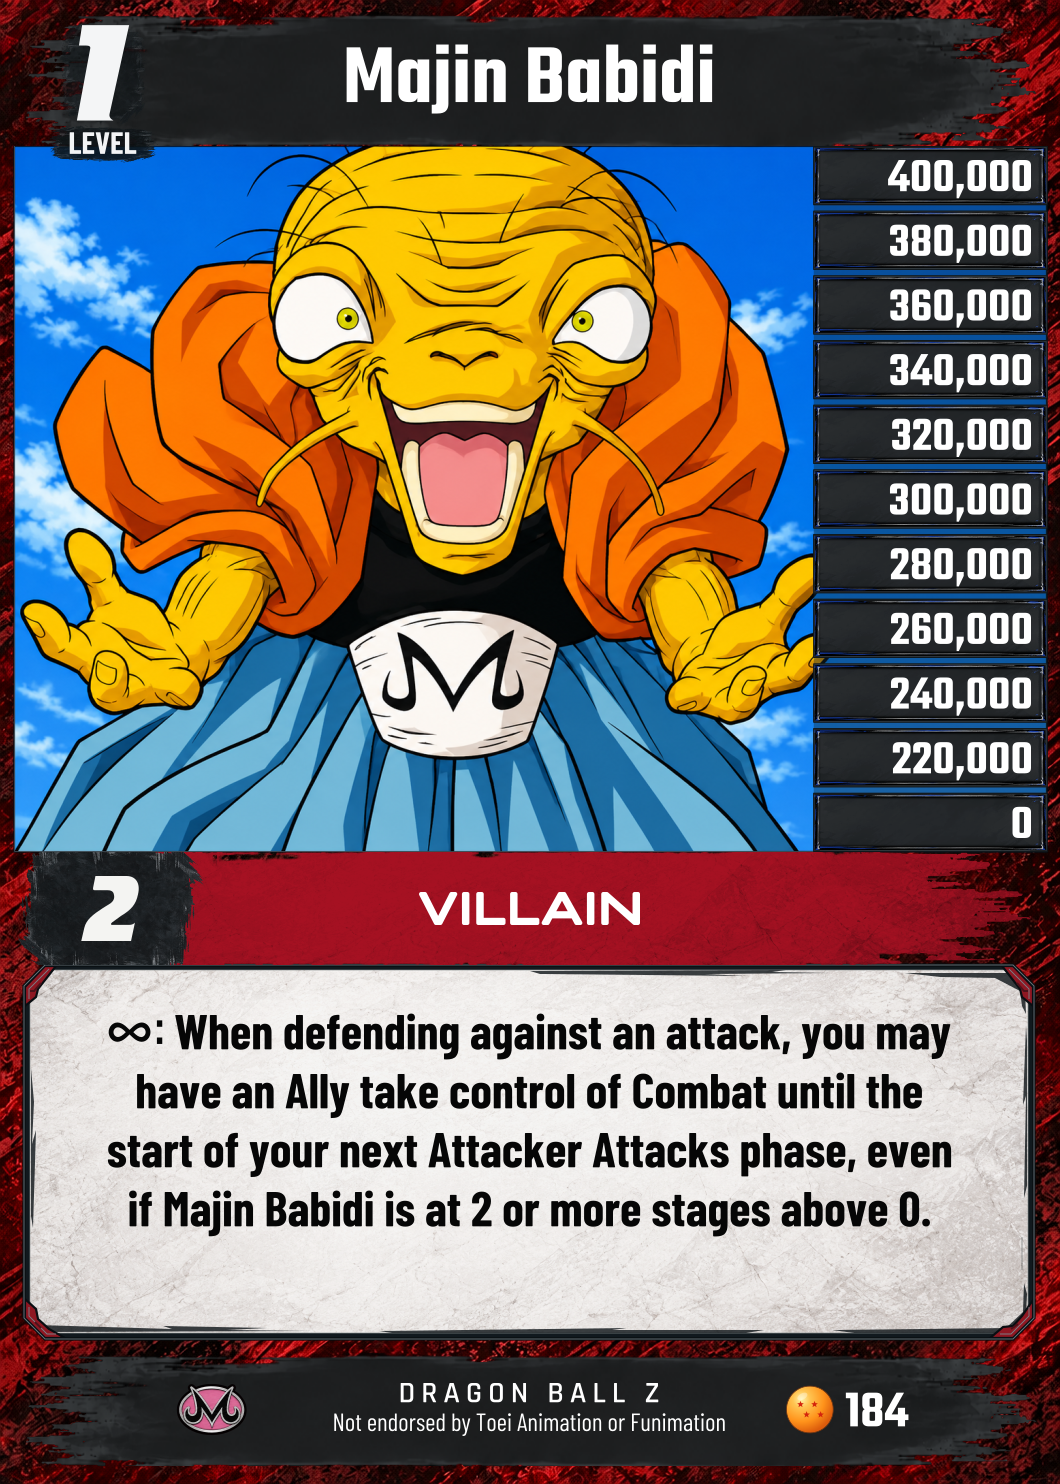 1
LEVEL
Majin Babidi
400,000
380,000
360,000
340,000
320,000
300,000
280,000
260,000
240,000
220,000
0
M
2
VILLAIN
∞: When defending against an attack, you may
have an Ally take control of Combat until the
start of your next Attacker Attacks phase, even
if Majin Babidi is at 2 or more stages above 0.
M
DRAGON BALL Z
Not endorsed by Toei Animation or Funimation
184